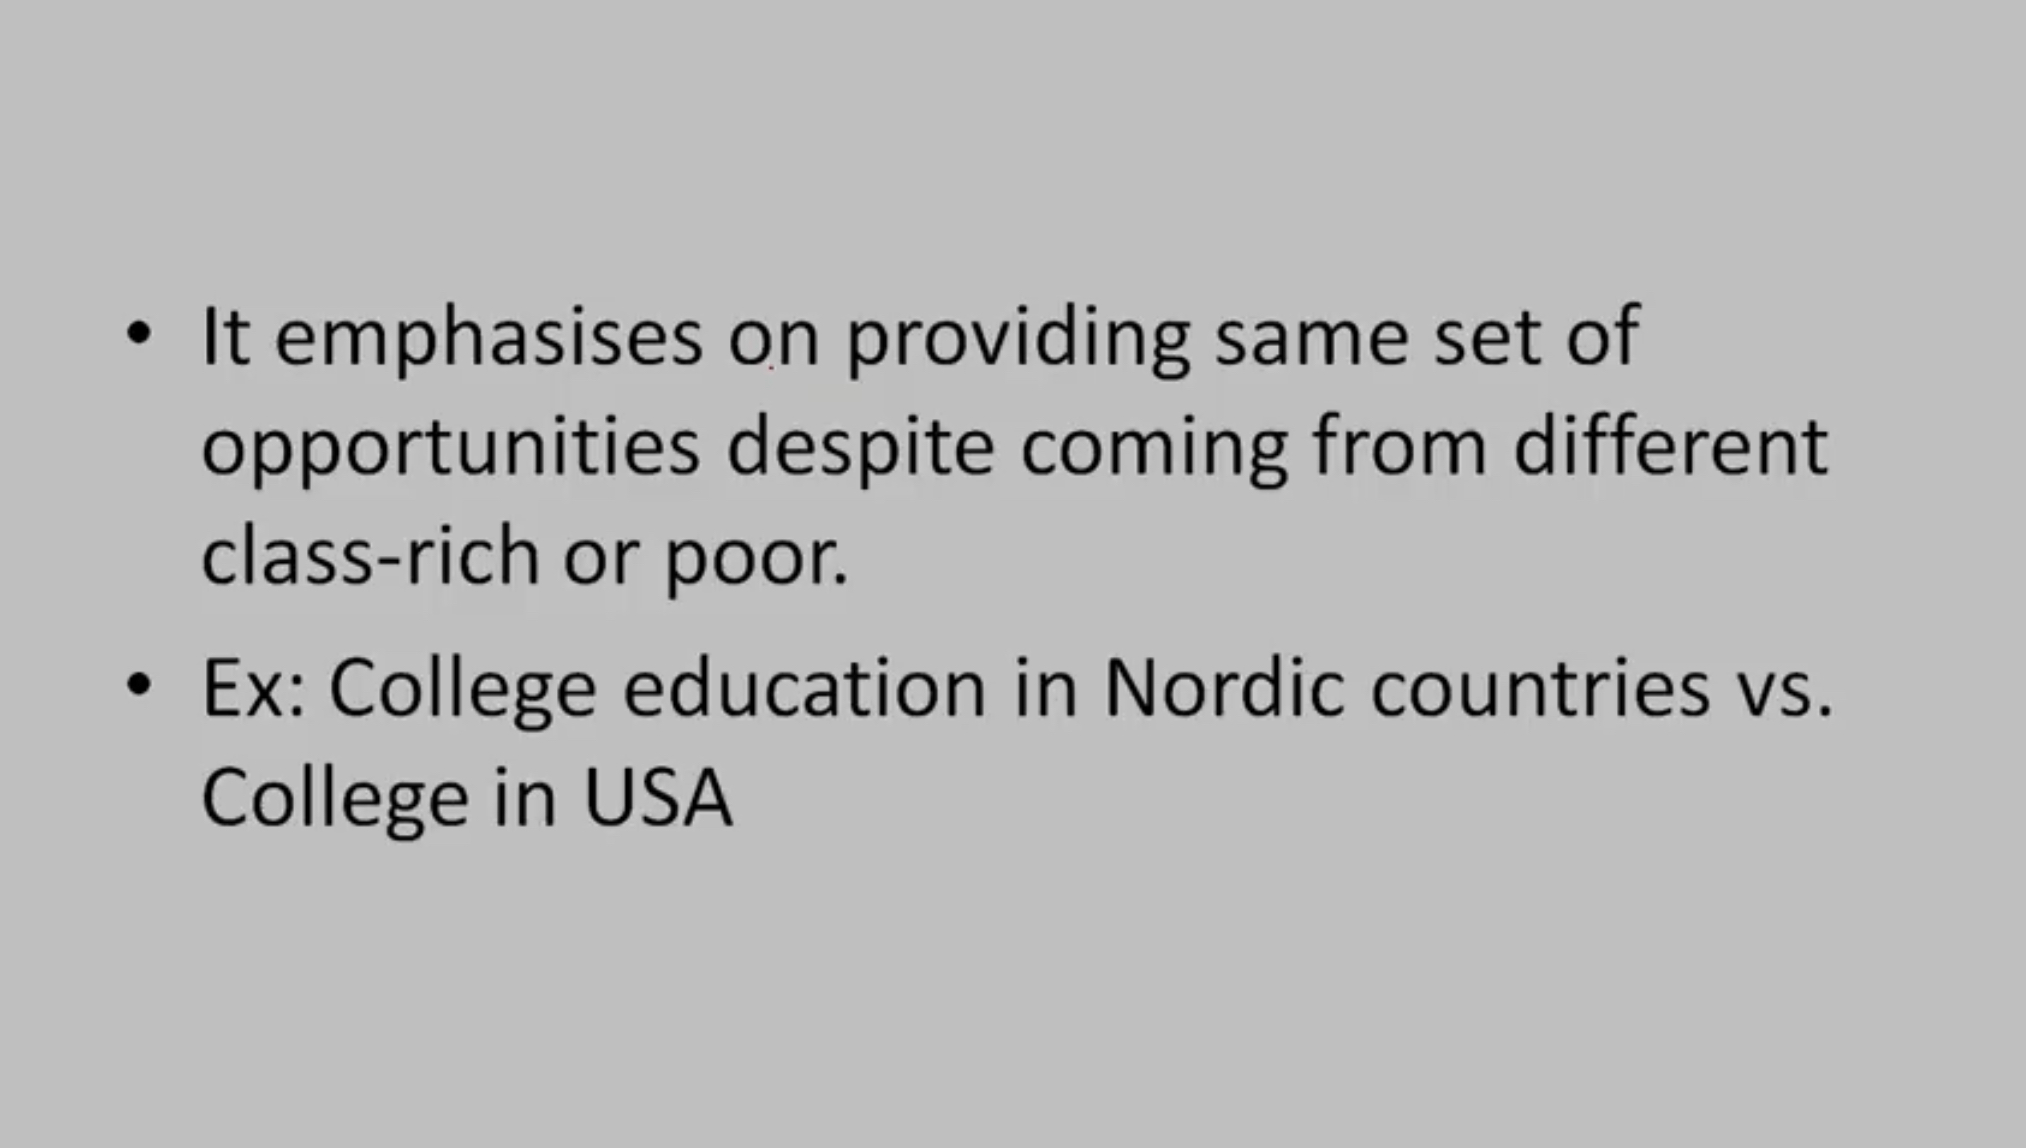 • It emphasises on providing same set of
opportunities despite coming from different
class-rich or poor.
• Ex: College education in Nordic countries vs.
College in USA